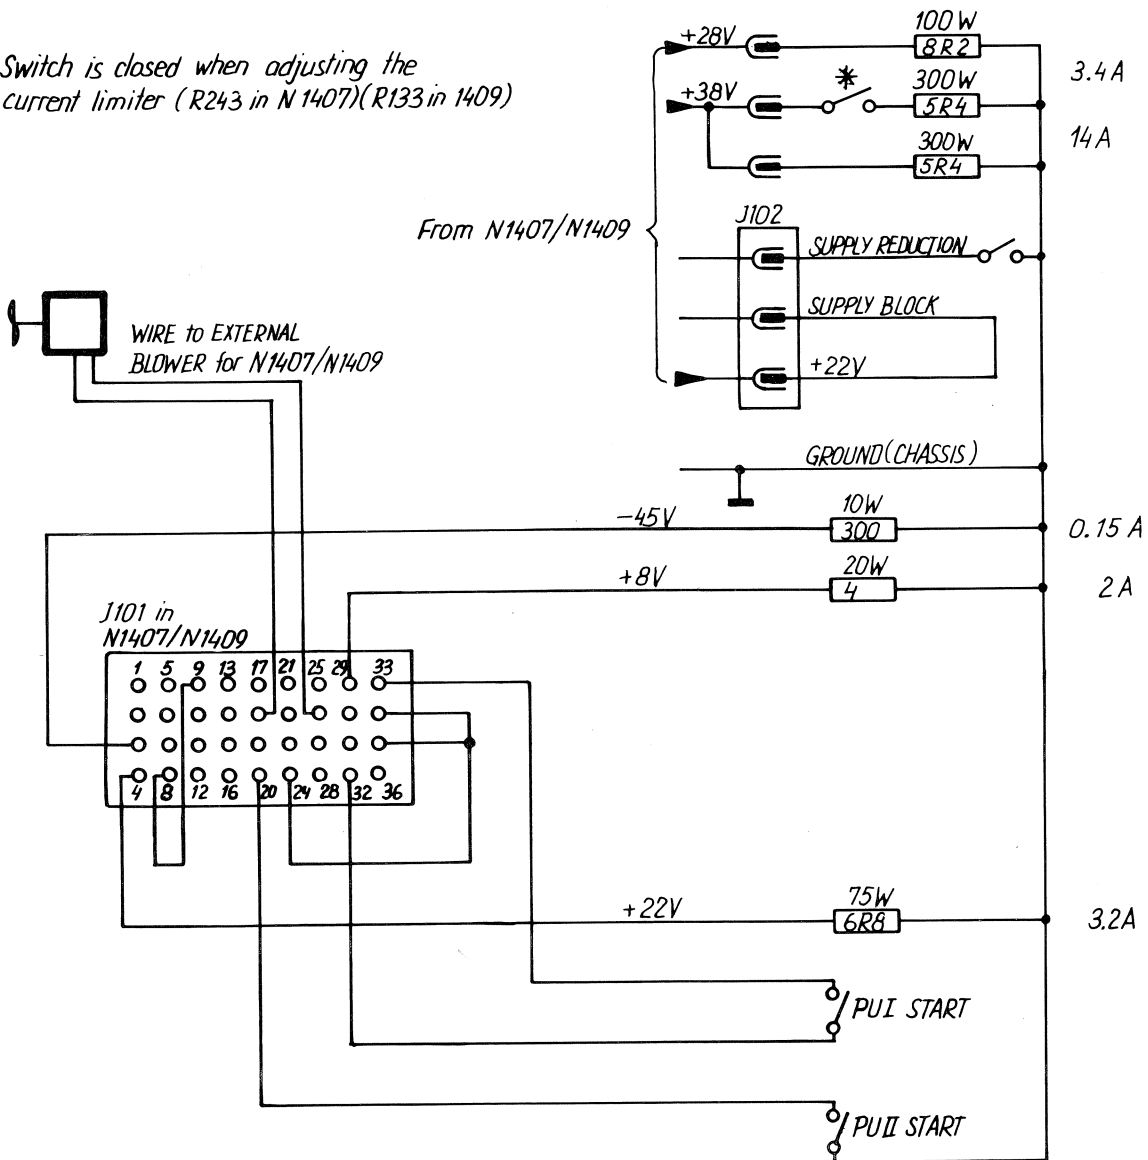 Switch is closed when adjusting the
current limiter (R243 in N1407)(R133 in 1409)
+28V
100W
8R2
3.4A
*
+38V
300W
5R4
14A
300W
5R4
From N1407/N1409
J102
SUPPLY REDUCTION
SUPPLY BLOCK
+22V
WIRE to EXTERNAL
BLOWER for N1407/N1409
GROUND (CHASSIS)
-45V
10W
300
0.15A
+8V
20W
4
2A
J101 in
N1407/N1409
1 5 9 13 17 21 25 29 33
4 8 12 16 20 24 28 32 36
+22V
75W
6R8
3.2A
PU I START
PU II START